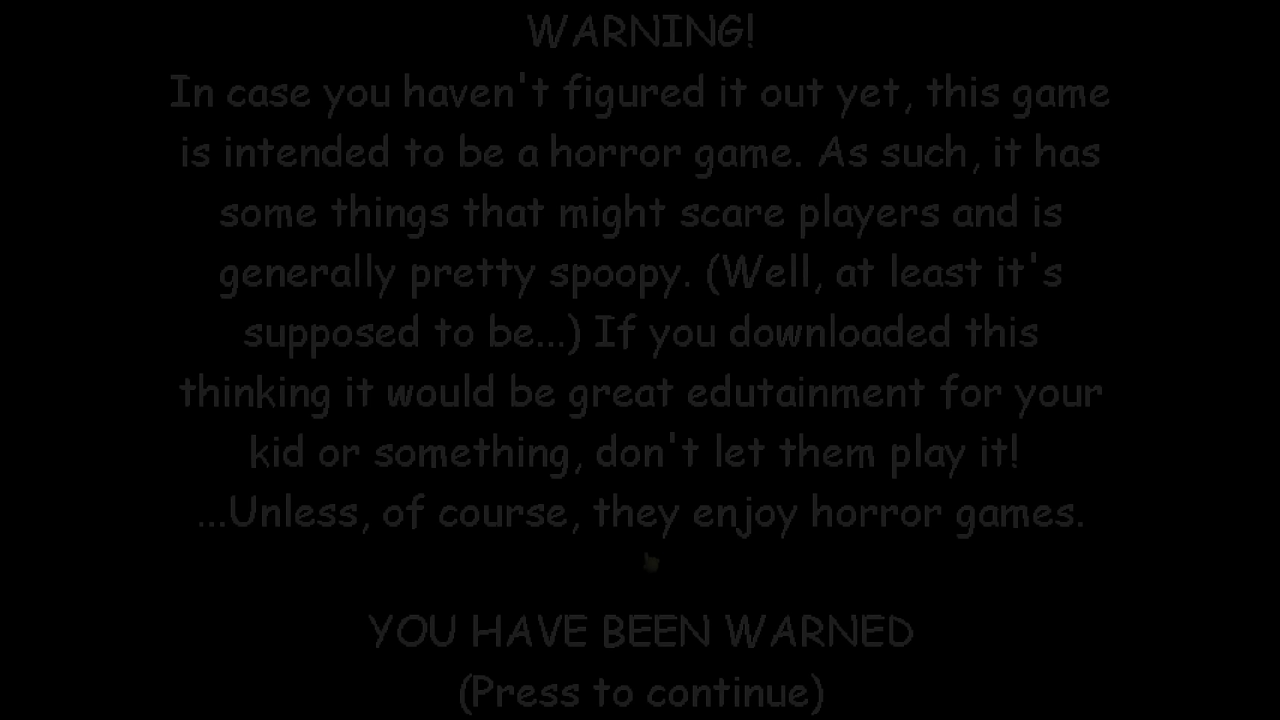 WARNING!
In case you haven't figured it out yet, this game
is intended to be a horror game. As such, it has
some things that might scare players and is
generally pretty spoopy. (Well, at least it's
supposed to be...) If you downloaded this
thinking it would be great edutainment for your
kid or something, don't let them play it!
...Unless, of course, they enjoy horror games.
YOU HAVE BEEN WARNED
(Press to continue)